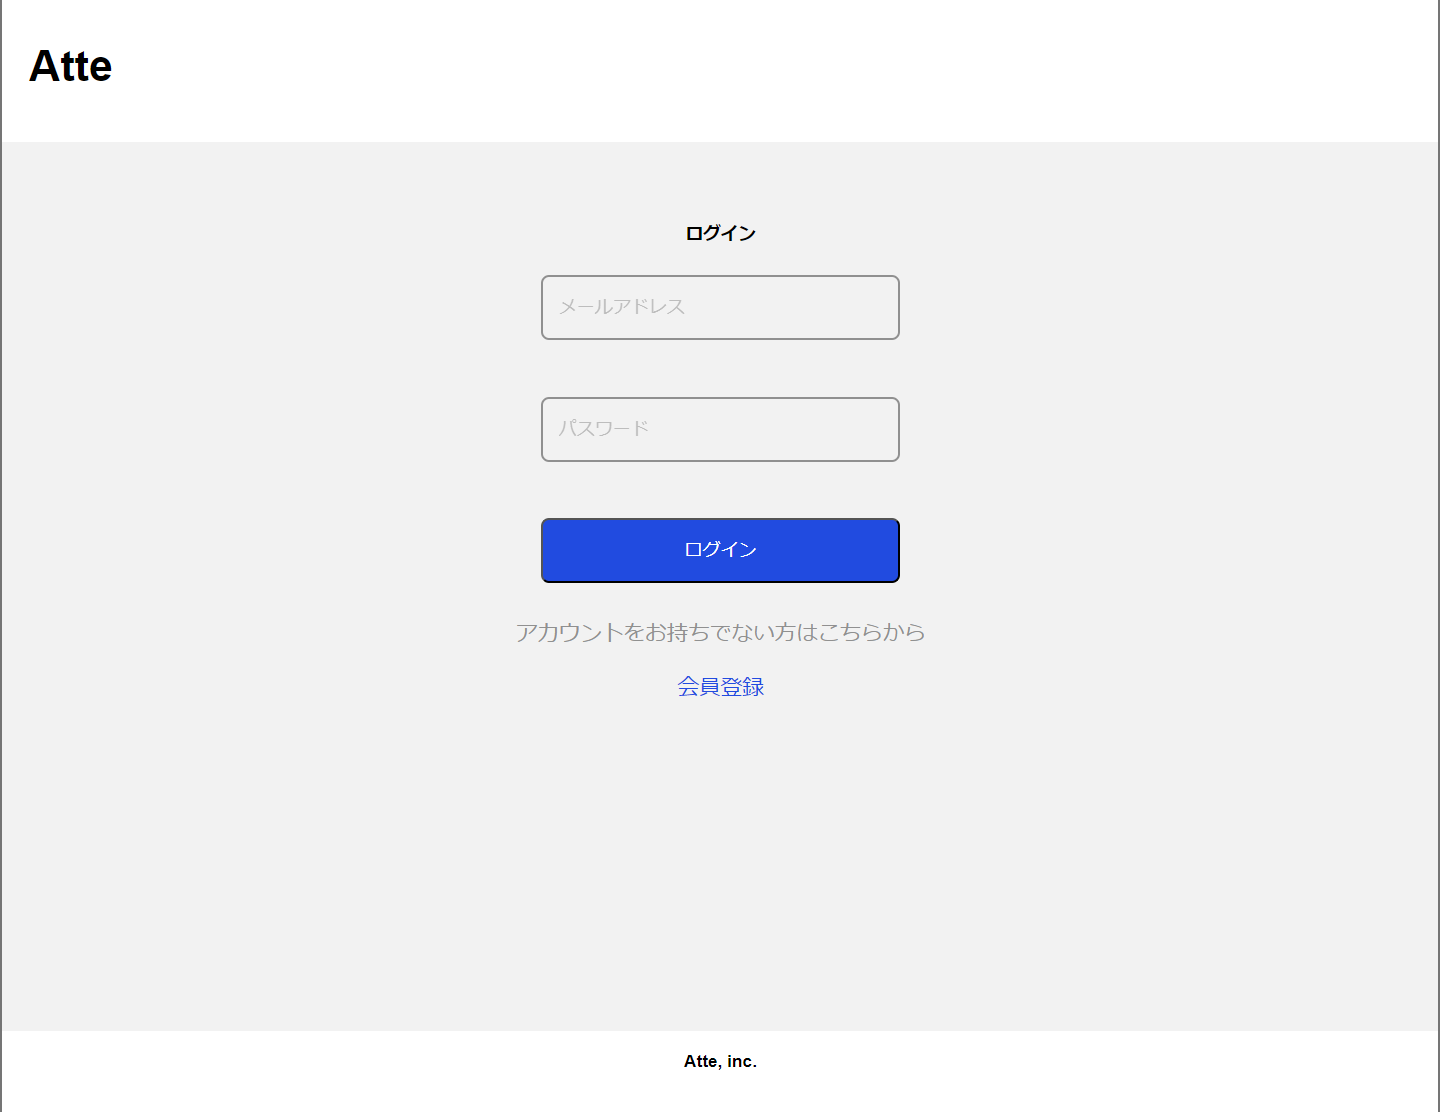 Atte
ログイン
メールアドレス
パスワード
ログイン
アカウントをお持ちでない方はこちらから
会員登録
Atte, inc.